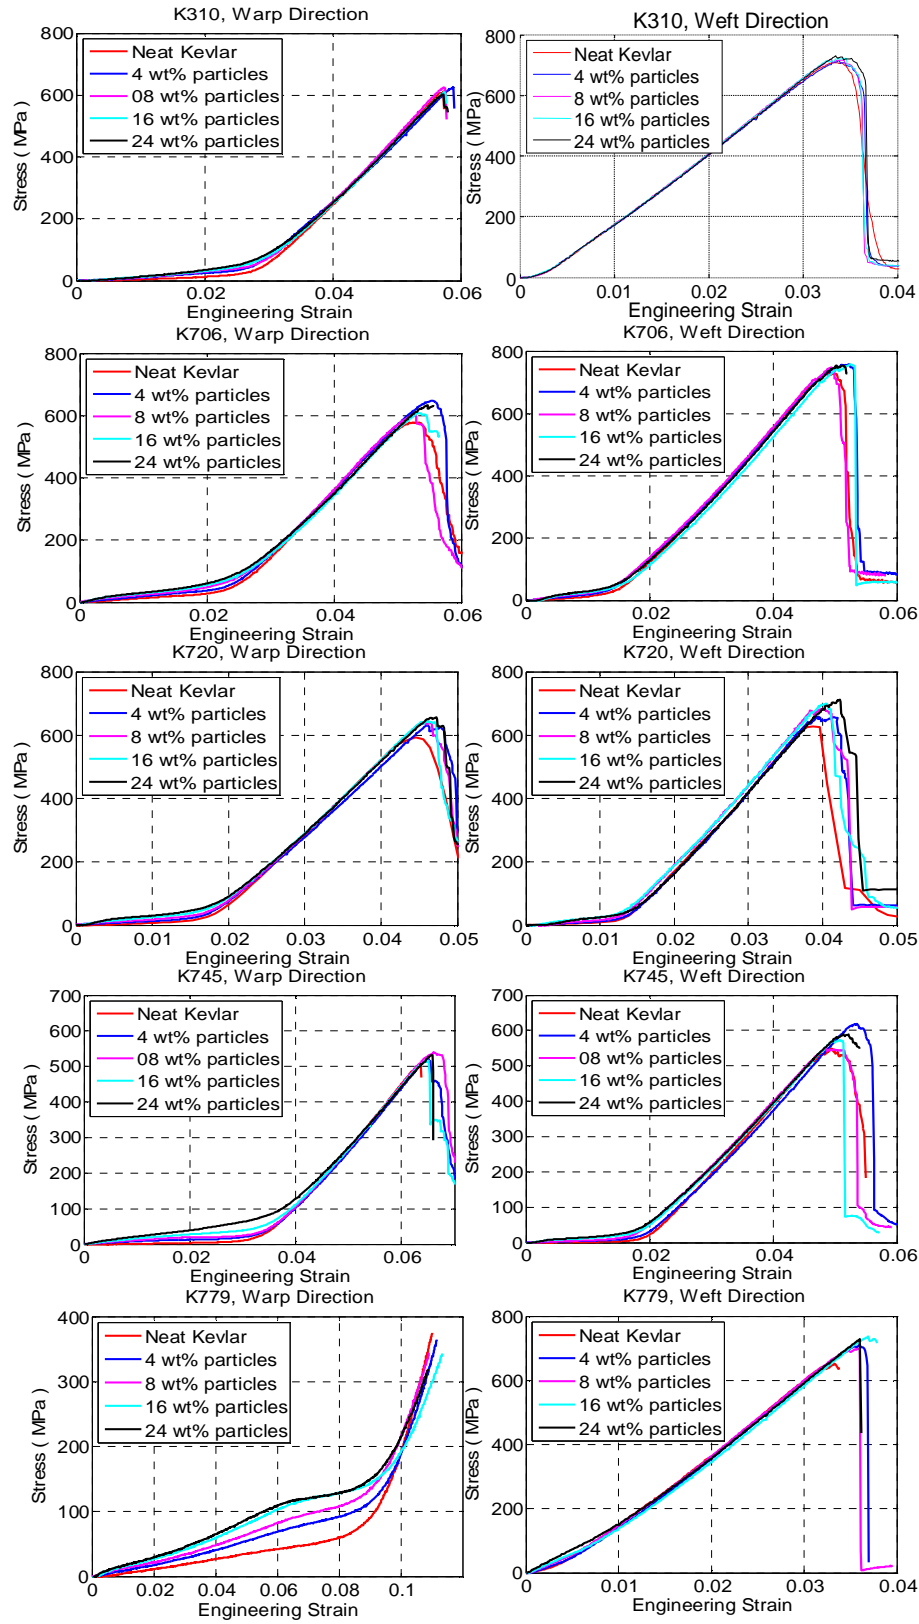 K310, Warp Direction
800
600
400
200
0
Stress ( MPa)
Neat Kevlar
4 wt% particles
08 wt% particles
16 wt% particles
24 wt% particles
0 0.02 0.04 0.06
Engineering Strain
K310, Weft Direction
800
700
600
500
400
300
200
100
0
Stress ( MPa)
Neat Kevlar
4 wt% particles
8 wt% particles
16 wt% particles
24 wt% particles
0 0.01 0.02 0.03 0.04
Engineering Strain
K706, Warp Direction
800
600
400
200
0
Stress ( MPa)
Neat Kevlar
4 wt% particles
8 wt% particles
16 wt% particles
24 wt% particles
0 0.02 0.04 0.06
Engineering Strain
K706, Weft Direction
800
600
400
200
0
Stress ( MPa)
Neat Kevlar
4 wt% particles
8 wt% particles
16 wt% particles
24 wt% particles
0 0.02 0.04 0.06
Engineering Strain
K720, Warp Direction
800
600
400
200
0
Stress ( MPa)
Neat Kevlar
4 wt% particles
8 wt% particles
16 wt% particles
24 wt% particles
0 0.01 0.02 0.03 0.04 0.05
Engineering Strain
K720, Weft Direction
800
600
400
200
0
Stress ( MPa)
Neat Kevlar
4 wt% particles
8 wt% particles
16 wt% particles
24 wt% particles
0 0.01 0.02 0.03 0.04 0.05
Engineering Strain
K745, Warp Direction
700
600
500
400
300
200
100
0
Stress ( MPa)
Neat Kevlar
4 wt% particles
08 wt% particles
16 wt% particles
24 wt% particles
0 0.02 0.04 0.06
Engineering Strain
K745, Weft Direction
700
600
500
400
300
200
100
0
Stress ( MPa)
Neat Kevlar
4 wt% particles
08 wt% particles
16 wt% particles
24 wt% particles
0 0.02 0.04 0.06
Engineering Strain
K779, Warp Direction
400
300
200
100
0
Stress ( MPa)
Neat Kevlar
4 wt% particles
8 wt% particles
16 wt% particles
24 wt% particles
0 0.02 0.04 0.06 0.08 0.1
Engineering Strain
K779, Weft Direction
800
600
400
200
0
Stress ( MPa)
Neat Kevlar
4 wt% particles
8 wt% particles
16 wt% particles
24 wt% particles
0 0.01 0.02 0.03 0.04
Engineering Strain